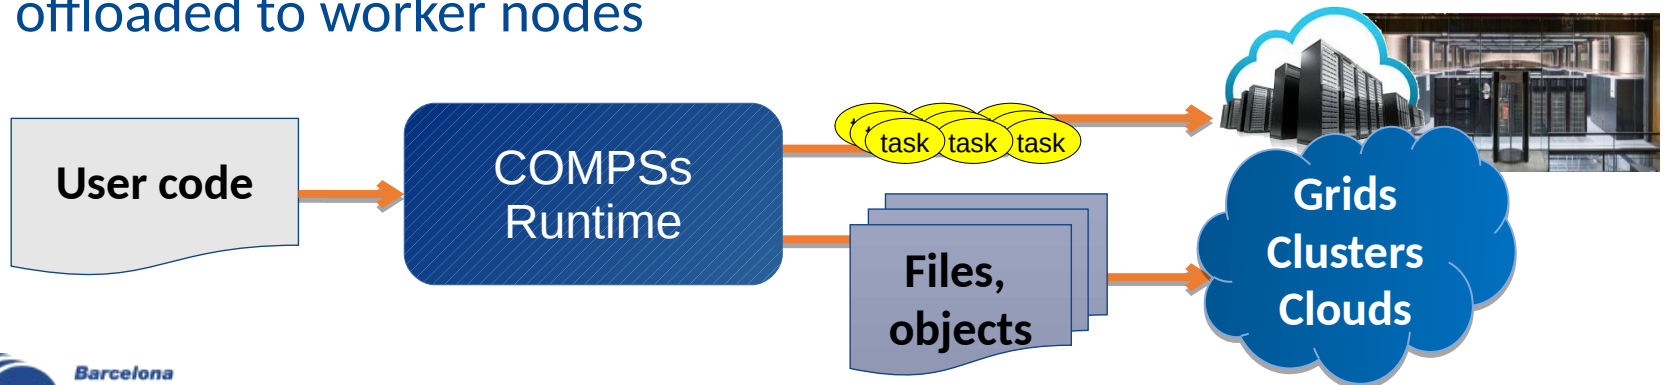 offloaded to worker nodes
User code
COMPSs
Runtime
task task task
Files,
objects
Grids
Clusters
Clouds
Barcelona